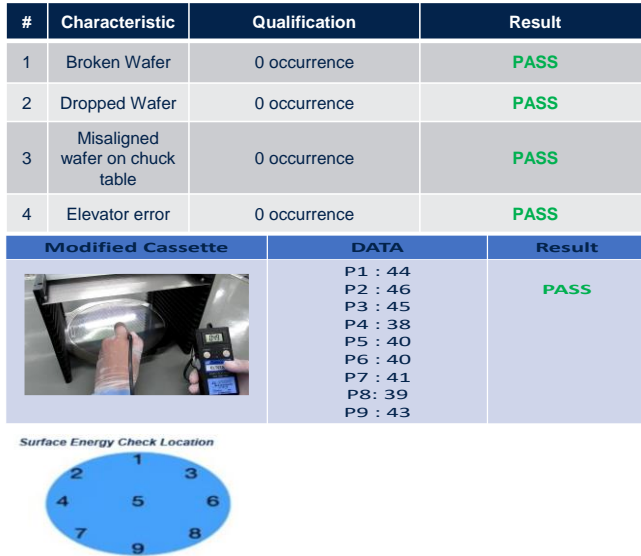 # Characteristic Qualification Result
1 Broken Wafer 0 occurrence PASS
2 Dropped Wafer 0 occurrence PASS
3 Misaligned wafer on chuck table 0 occurrence PASS
4 Elevator error 0 occurrence PASS
Modified Cassette DATA Result
P1 : 44
P2 : 46
P3 : 45
P4 : 38
P5 : 40
P6 : 40
P7 : 41
P8: 39
P9 : 43
PASS
Surface Energy Check Location
1
2 3
4 5 6
7 8
9